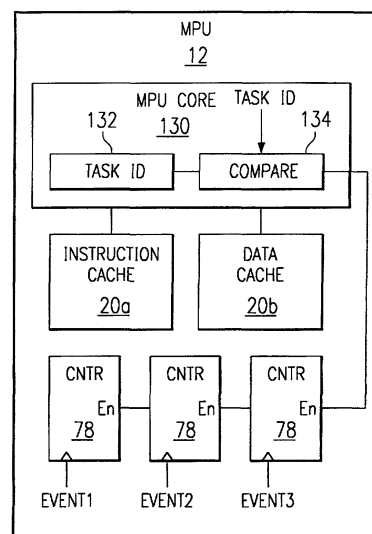 MPU
12
MPU CORE
130
TASK ID
132
134
TASK ID
COMPARE
INSTRUCTION
CACHE
20a
DATA
CACHE
20b
CNTR
En
78
CNTR
En
78
CNTR
En
78
EVENT1
EVENT2
EVENT3